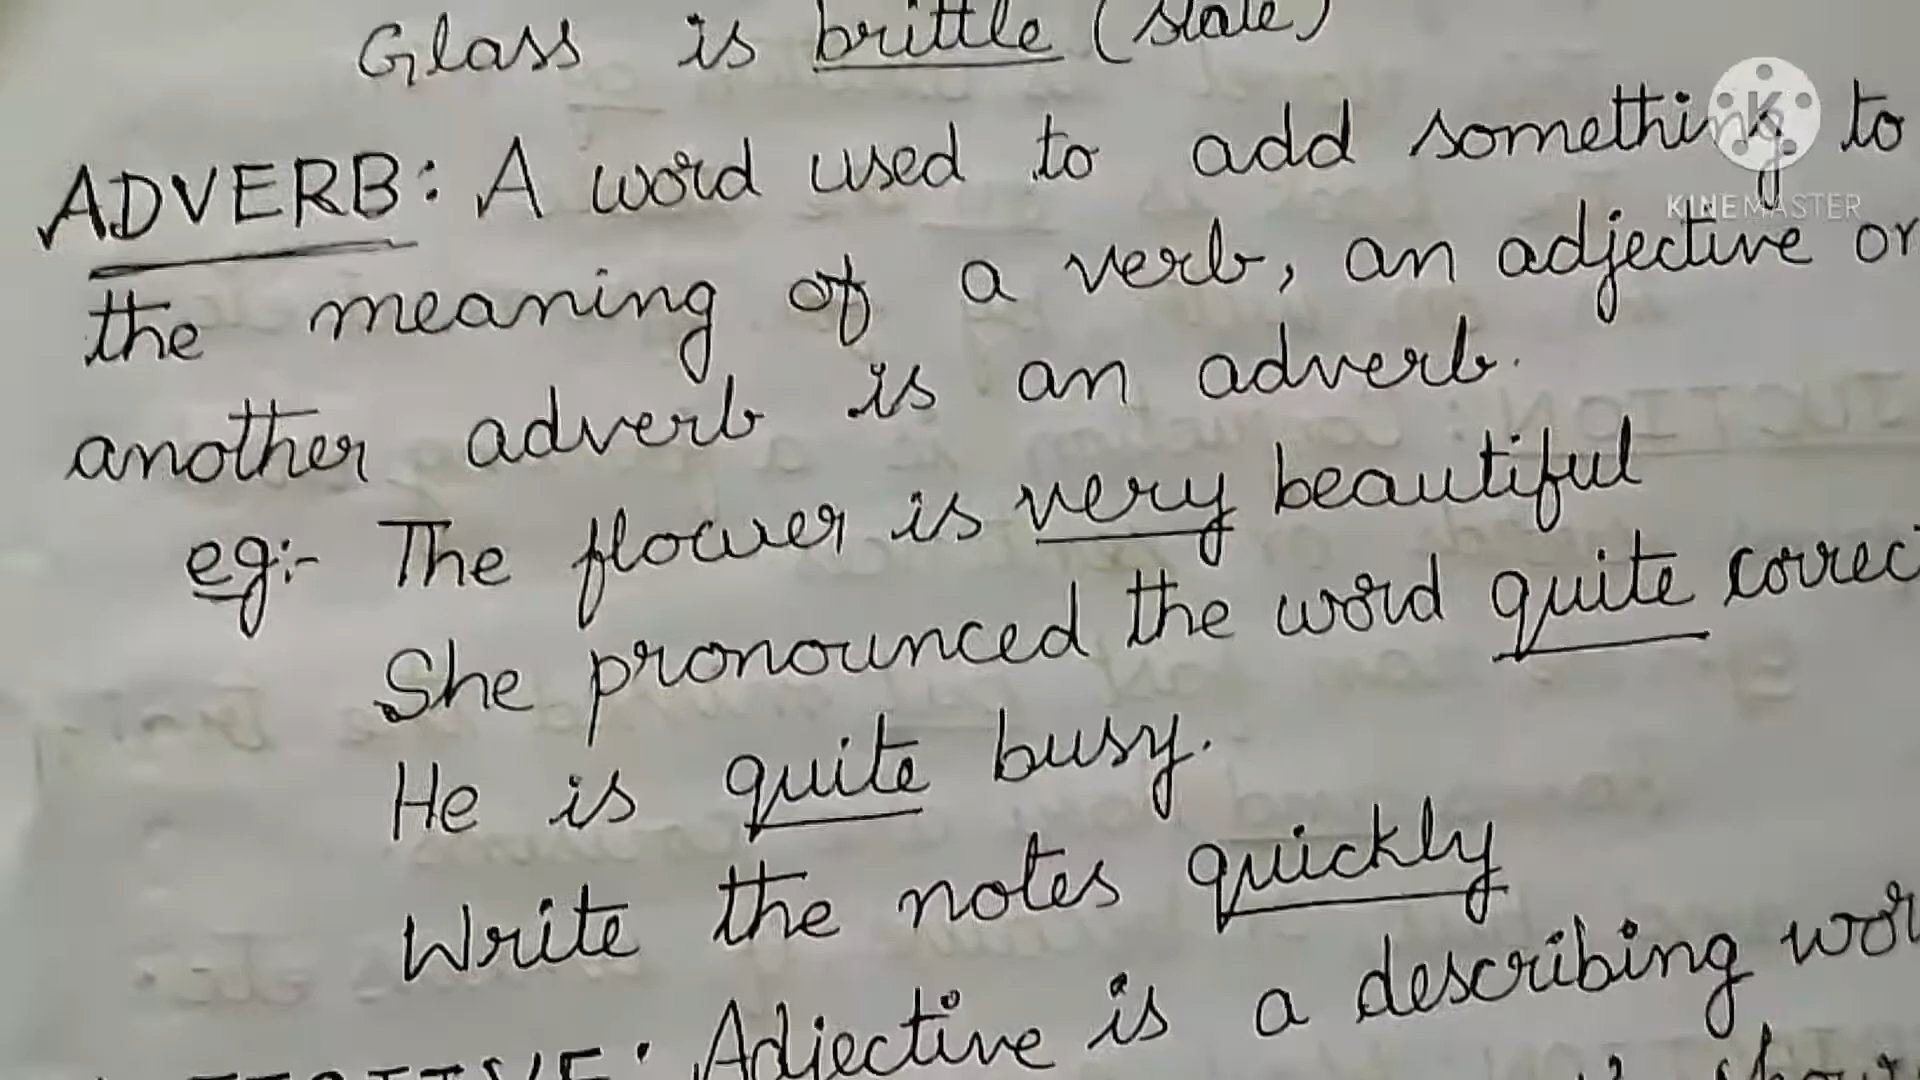 Glass is brittle (state)
ADVERB: A word used to add something to
the meaning of a verb, an adjective or
another adverb is an adverb.
eg:- The flower is very beautiful
She pronounced the word quite correc
He is quite busy.
Write the notes quickly
Adjective is a describing wor
KINEMASTER